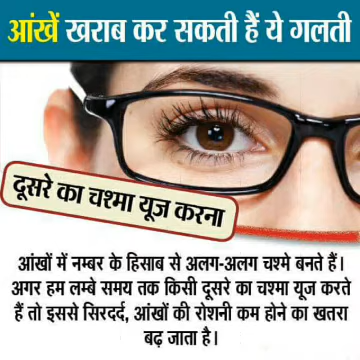 आंखें खराब कर सकती हैं ये गलती
दूसरे का चश्मा यूज करना
आंखों में नम्बर के हिसाब से अलग-अलग चश्मे बनते हैं।
अगर हम लम्बे समय तक किसी दूसरे का चश्मा यूज करते
हैं तो इससे सिरदर्द, आंखों की रोशनी कम होने का खतरा
बढ़ जाता है।